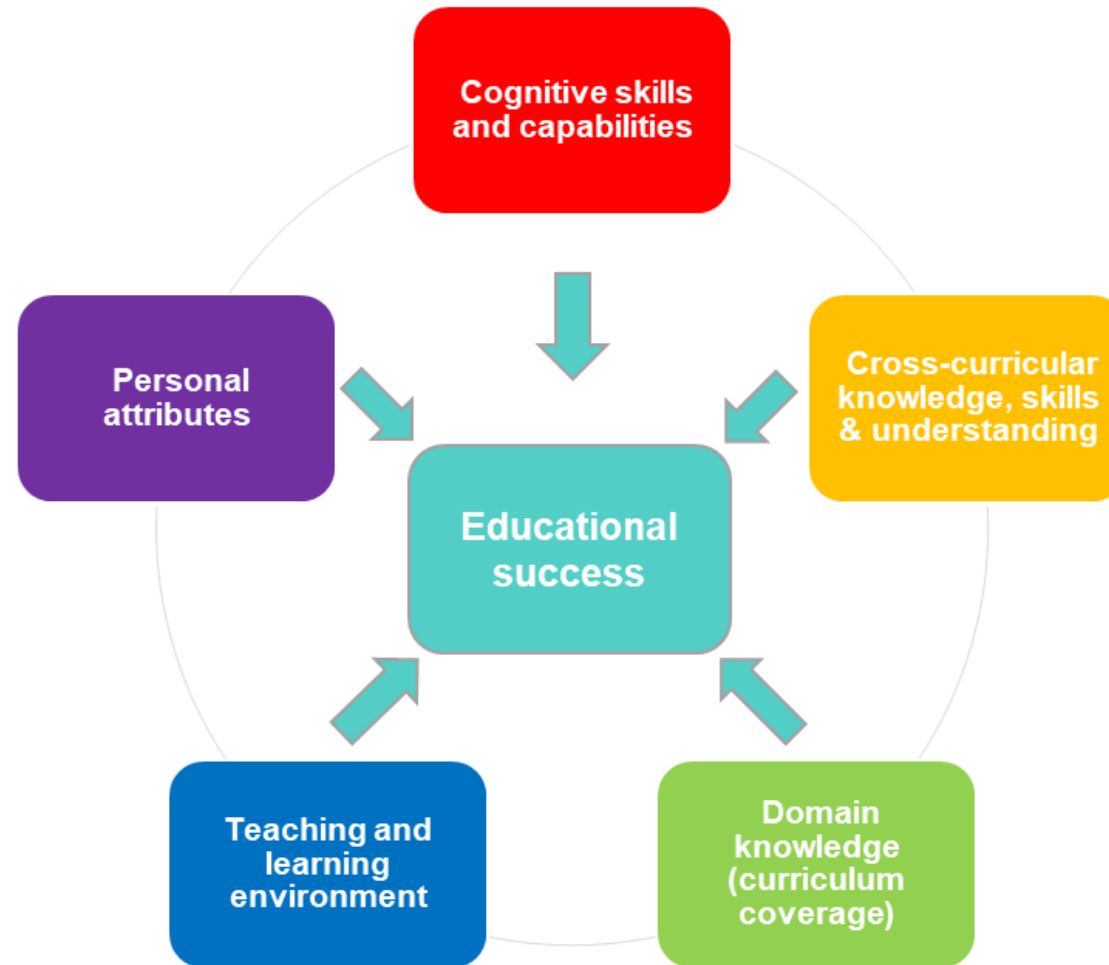 Cognitive skills
and capabilities
Personal
attributes
Cross-curricular
knowledge, skills
& understanding
Educational
success
Teaching and
learning
environment
Domain
knowledge
(curriculum
coverage)